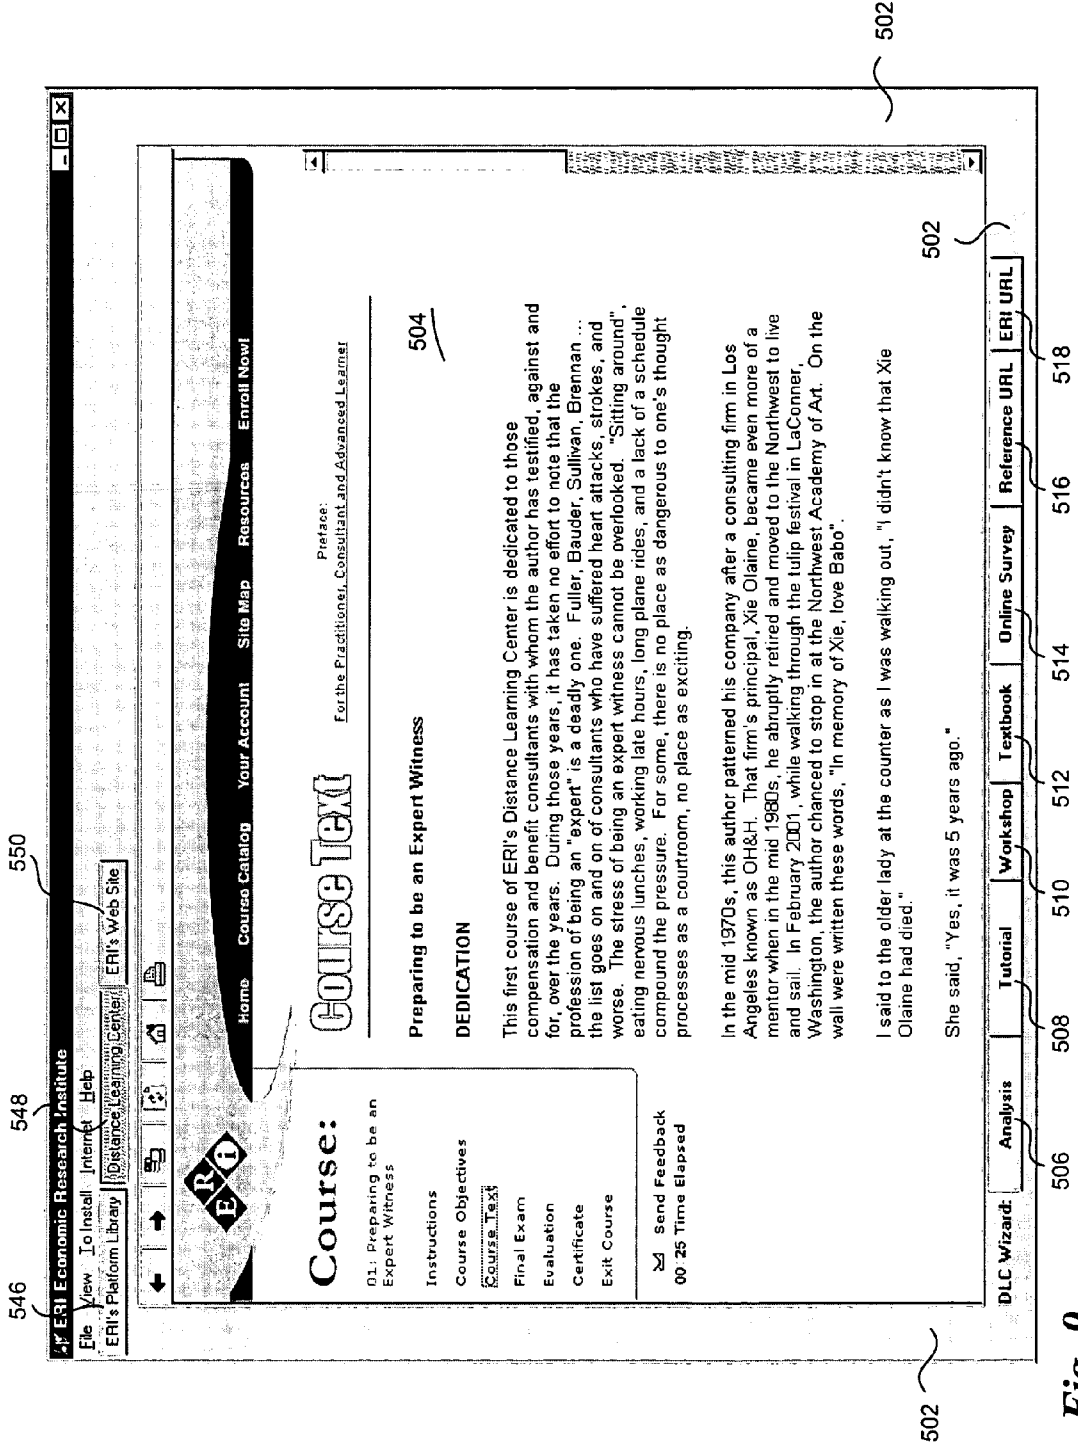 546
548
550
502
ERI Economic Research Institute
File View To Install Internet Help
ERI's Platform Library Distance Learning Center ERI's Web Site
E R i
Home Course Catalog Your Account Site Map Resources Enroll Now!
Course:
01: Preparing to be an
Expert Witness
Instructions
Course Objectives
Course Text
Final Exam
Evaluation
Certificate
Exit Course
Send Feedback
00:25 Time Elapsed
Course Text
Preface:
For the Practitioner, Consultant and Advanced Learner
504
Preparing to be an Expert Witness
DEDICATION
This first course of ERI's Distance Learning Center is dedicated to those
compensation and benefit consultants with whom the author has testified, against and
for, over the years. During those years, it has taken no effort to note that the
profession of being an "expert" is a deadly one. Fuller, Bauder, Sullivan, Brennan ...
the list goes on and on of consultants who have suffered heart attacks, strokes, and
worse. The stress of being an expert witness cannot be overlooked. "Sitting around",
eating nervous lunches, working late hours, long plane rides, and a lack of a schedule
compound the pressure. For some, there is no place as dangerous to one's thought
processes as a courtroom, no place as exciting.
In the mid 1970s, this author patterned his company after a consulting firm in Los
Angeles known as OH&H. That firm's principal, Xie Olaine, became even more of a
mentor when in the mid 1980s, he abruptly retired and moved to the Northwest to live
and sail. In February 2001, while walking through the tulip festival in LaConner,
Washington, the author chanced to stop in at the Northwest Academy of Art. On the
wall were written these words, "In memory of Xie, love Babo".
I said to the older lady at the counter as I was walking out, "I didn't know that Xie
Olaine had died."
She said, "Yes, it was 5 years ago."
502
502
DLC Wizard: Analysis Tutorial Workshop Textbook Online Survey Reference URL ERI URL
506 508 510 512 514 516 518
Fig. 9